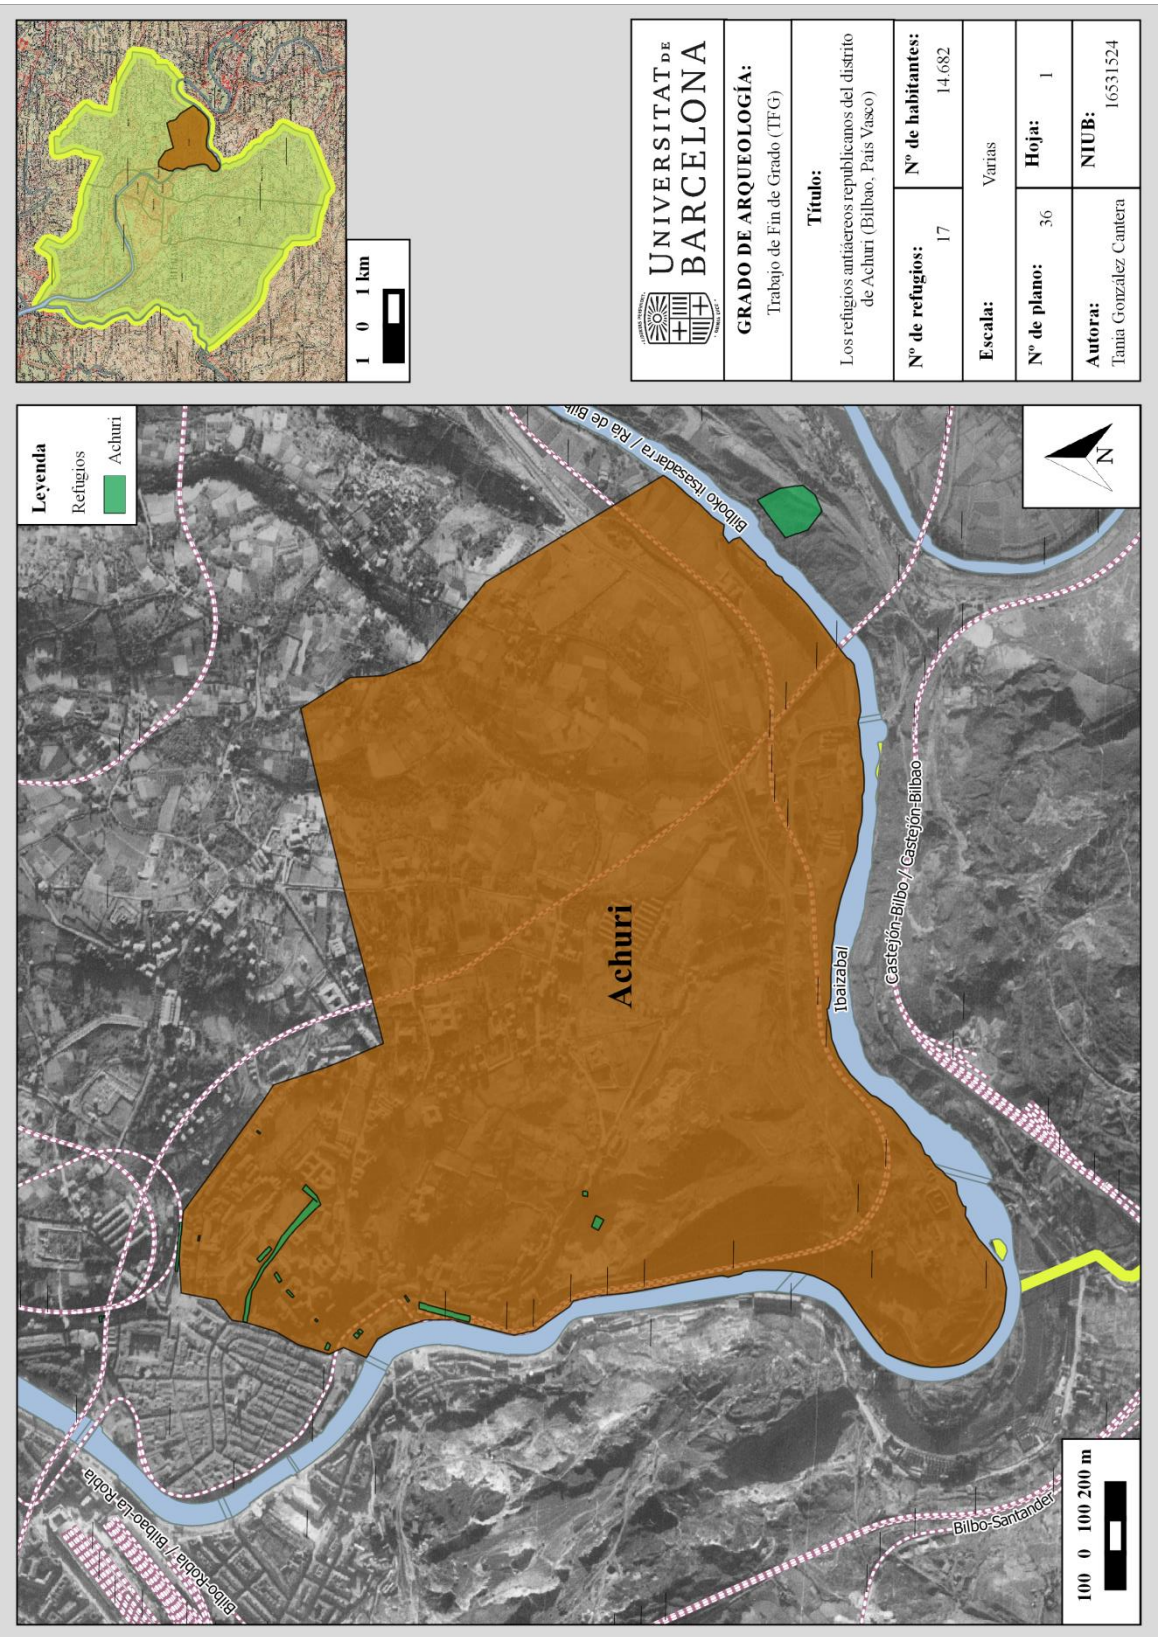 Leyenda
Refugios
Achuri
Bilboko itsasadarra / Ría de Bilb
Achuri
Ibaizabal
Castejón-Bilbo / Castejón-Bilbao
Bilbo-Robla / Bilbao-La Robla
Bilbo-Santander
100 0 100 200 m
N
1 0 1 km
UNIVERSITAT DE
BARCELONA
GRADO DE ARQUEOLOGÍA:
Trabajo de Fin de Grado (TFG)
Título:
Los refugios antiáereos republicanos del distrito
de Achuri (Bilbao, País Vasco)
Nº de refugios:
17
Nº de habitantes:
14.682
Escala:
Varias
Nº de plano:
36
Hoja:
1
Autora:
Tania González Cantera
NIUB:
16531524